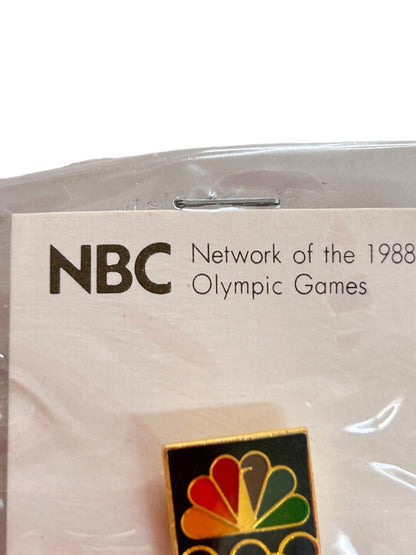 NBC
Network of the 1988
Olympic Games